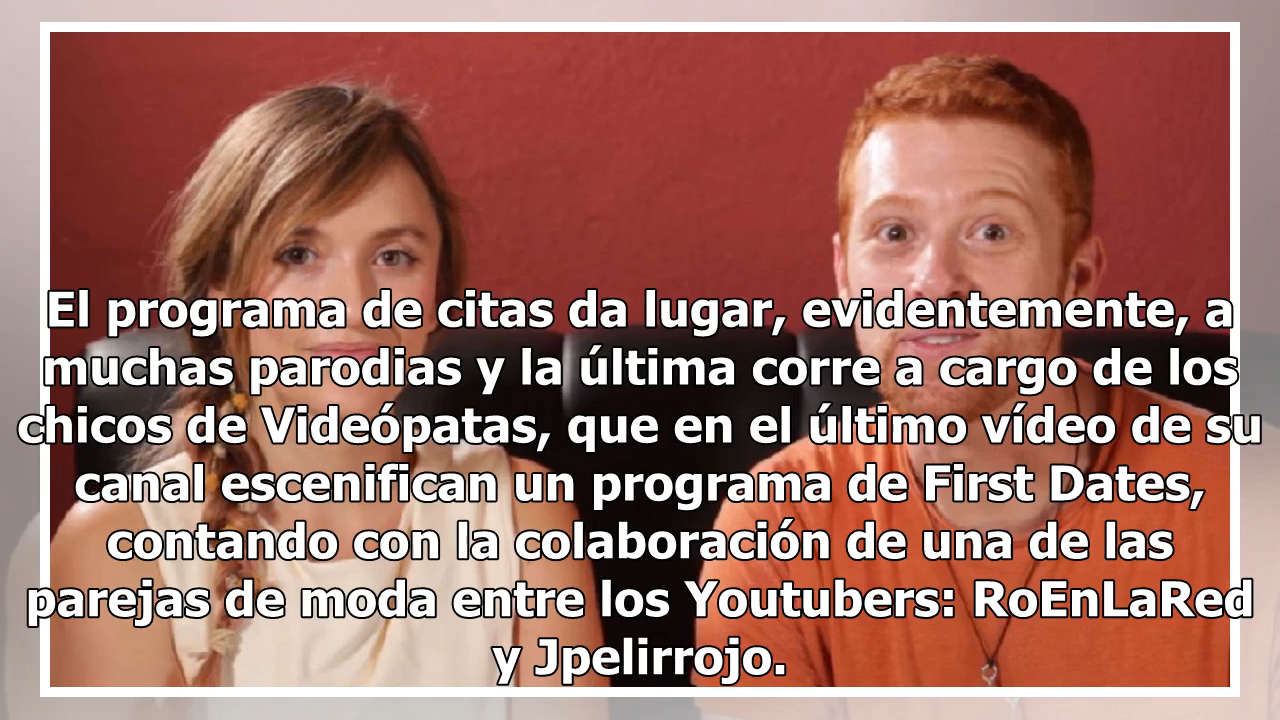 El programa de citas da lugar, evidentemente, a
muchas parodias y la última corre a cargo de los
chicos de Videópatas, que en el último vídeo de su
canal escenifican un programa de First Dates,
contando con la colaboración de una de las
parejas de moda entre los Youtubers: RoEnLaRed
y Jpelirrojo.